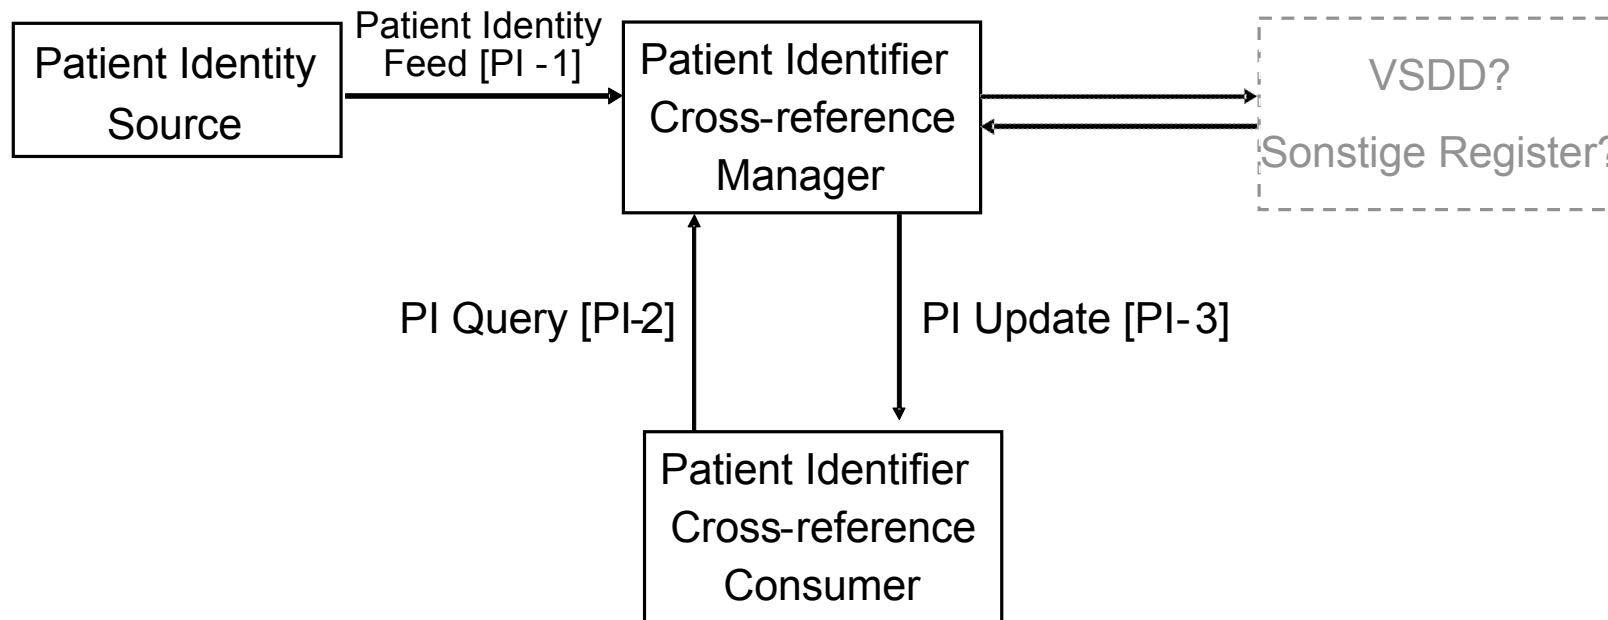 Patient Identity
Source
Patient Identity
Feed [PI -1]
Patient Identifier
Cross-reference
Manager
VSDD?
Sonstige Register?
PI Query [PI-2]
PI Update [PI-3]
Patient Identifier
Cross-reference
Consumer